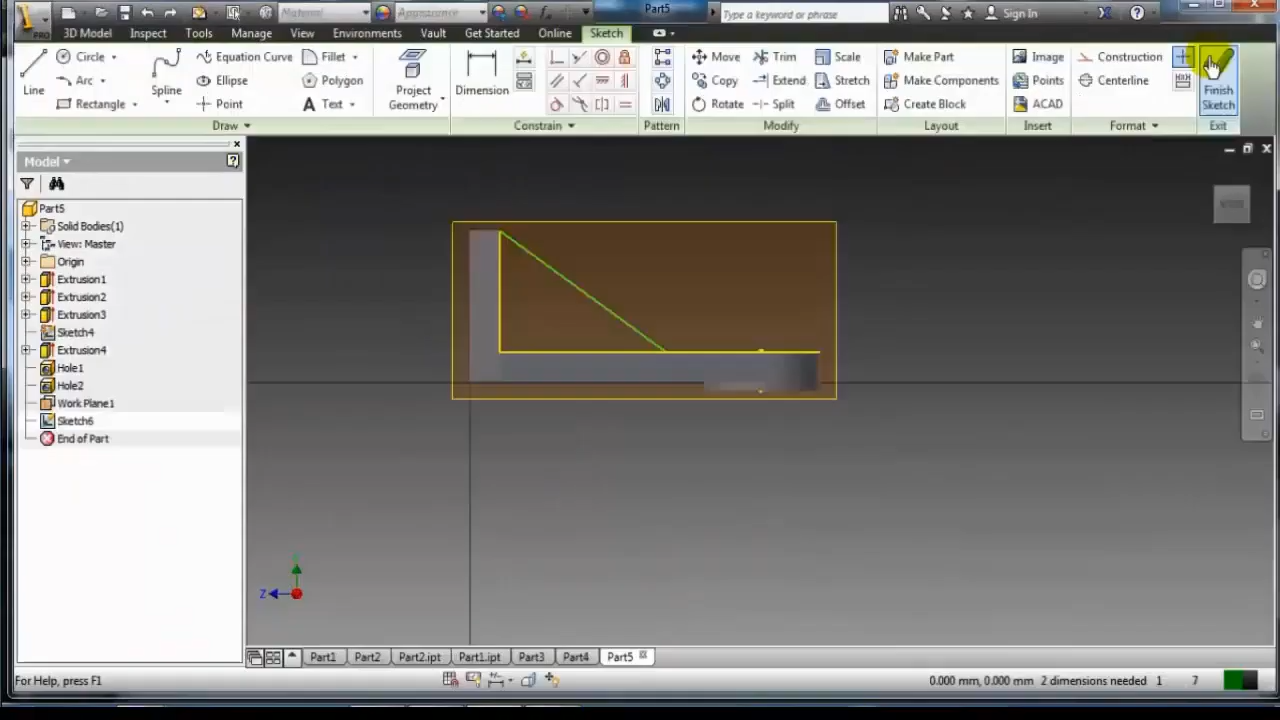 PRO
Material
Appearance
Part5
Type a keyword or phrase
Sign In
3D Model Inspect Tools Manage View Environments Vault Get Started Online Sketch
Line
Circle
Arc
Rectangle
Spline
Equation Curve
Ellipse
Point
Fillet
Polygon
Text
Project
Geometry
Dimension
Move
Copy
Rotate
Trim
Extend
Split
Scale
Stretch
Offset
Make Part
Make Components
Create Block
Image
Points
ACAD
Construction
Centerline
Finish
Sketch
Draw Constrain Pattern Modify Layout Insert Format Exit
Model
Part5
Solid Bodies(1)
View: Master
Origin
Extrusion1
Extrusion2
Extrusion3
Sketch4
Extrusion4
Hole1
Hole2
Work Plane1
Sketch6
End of Part
Z
Part1 Part2 Part2.ipt Part1.ipt Part3 Part4 Part5
For Help, press F1
0.000 mm, 0.000 mm 2 dimensions needed 1 7